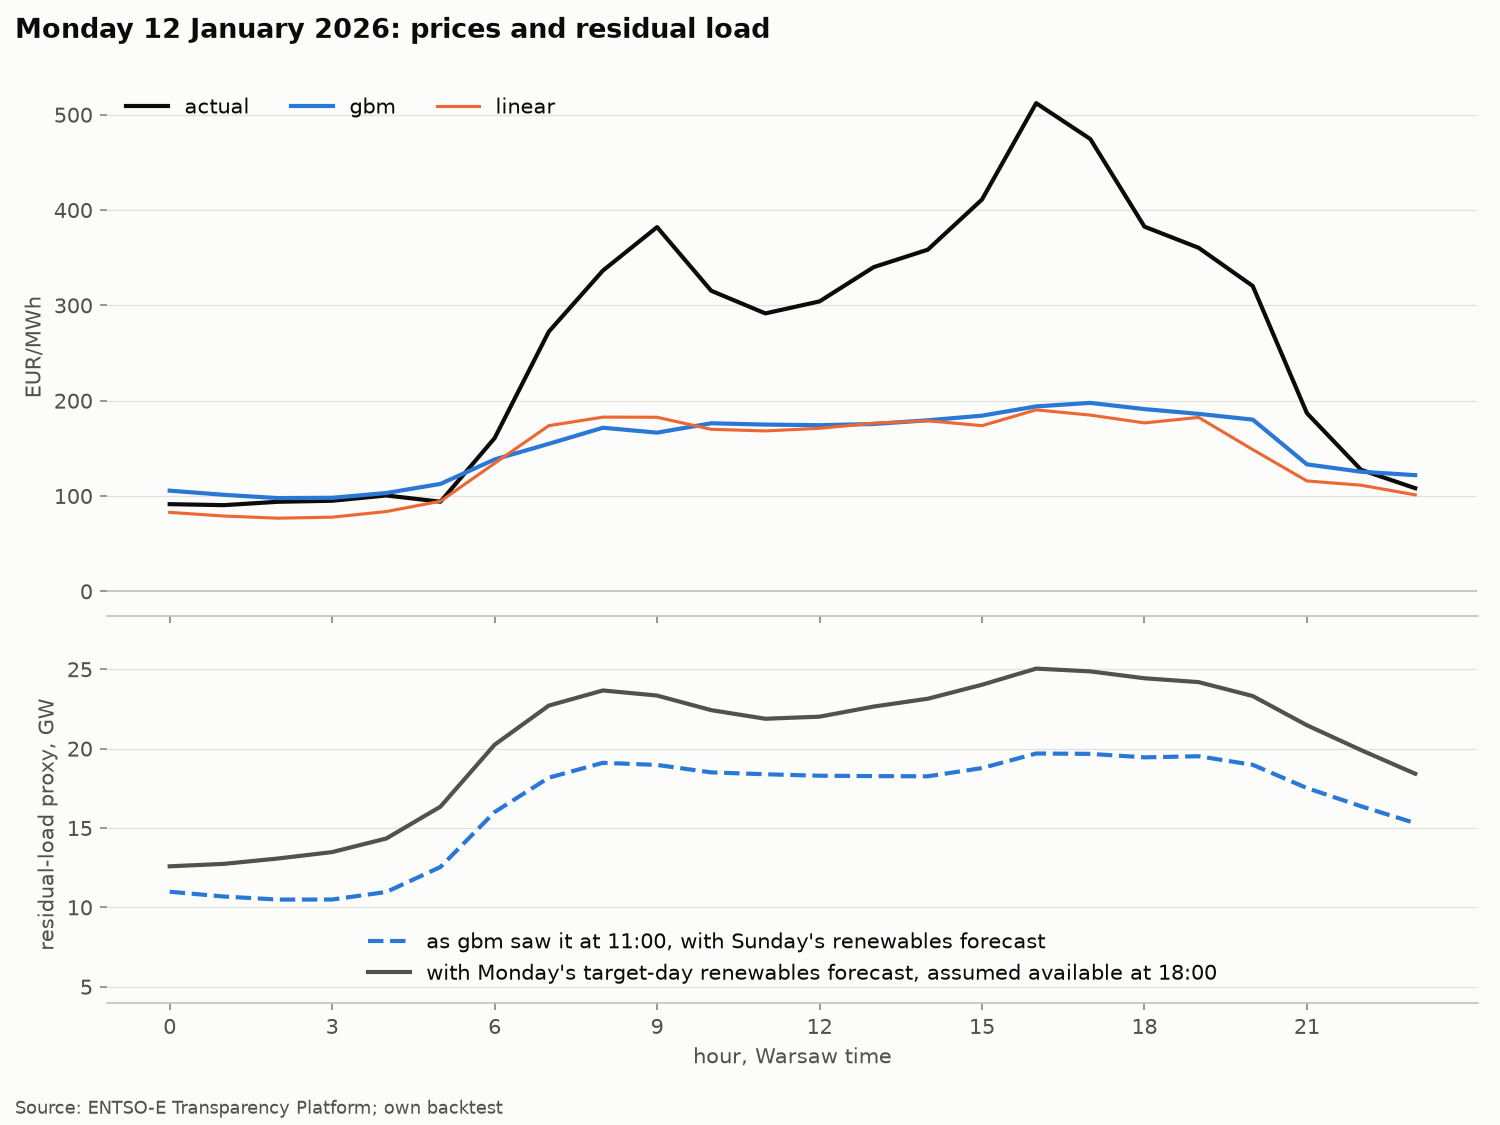 Monday 12 January 2026: prices and residual load
actual gbm linear
EUR/MWh
500
400
300
200
100
0
residual-load proxy, GW
25
20
15
10
5
as gbm saw it at 11:00, with Sunday's renewables forecast
with Monday's target-day renewables forecast, assumed available at 18:00
0 3 6 9 12 15 18 21
hour, Warsaw time
Source: ENTSO-E Transparency Platform; own backtest